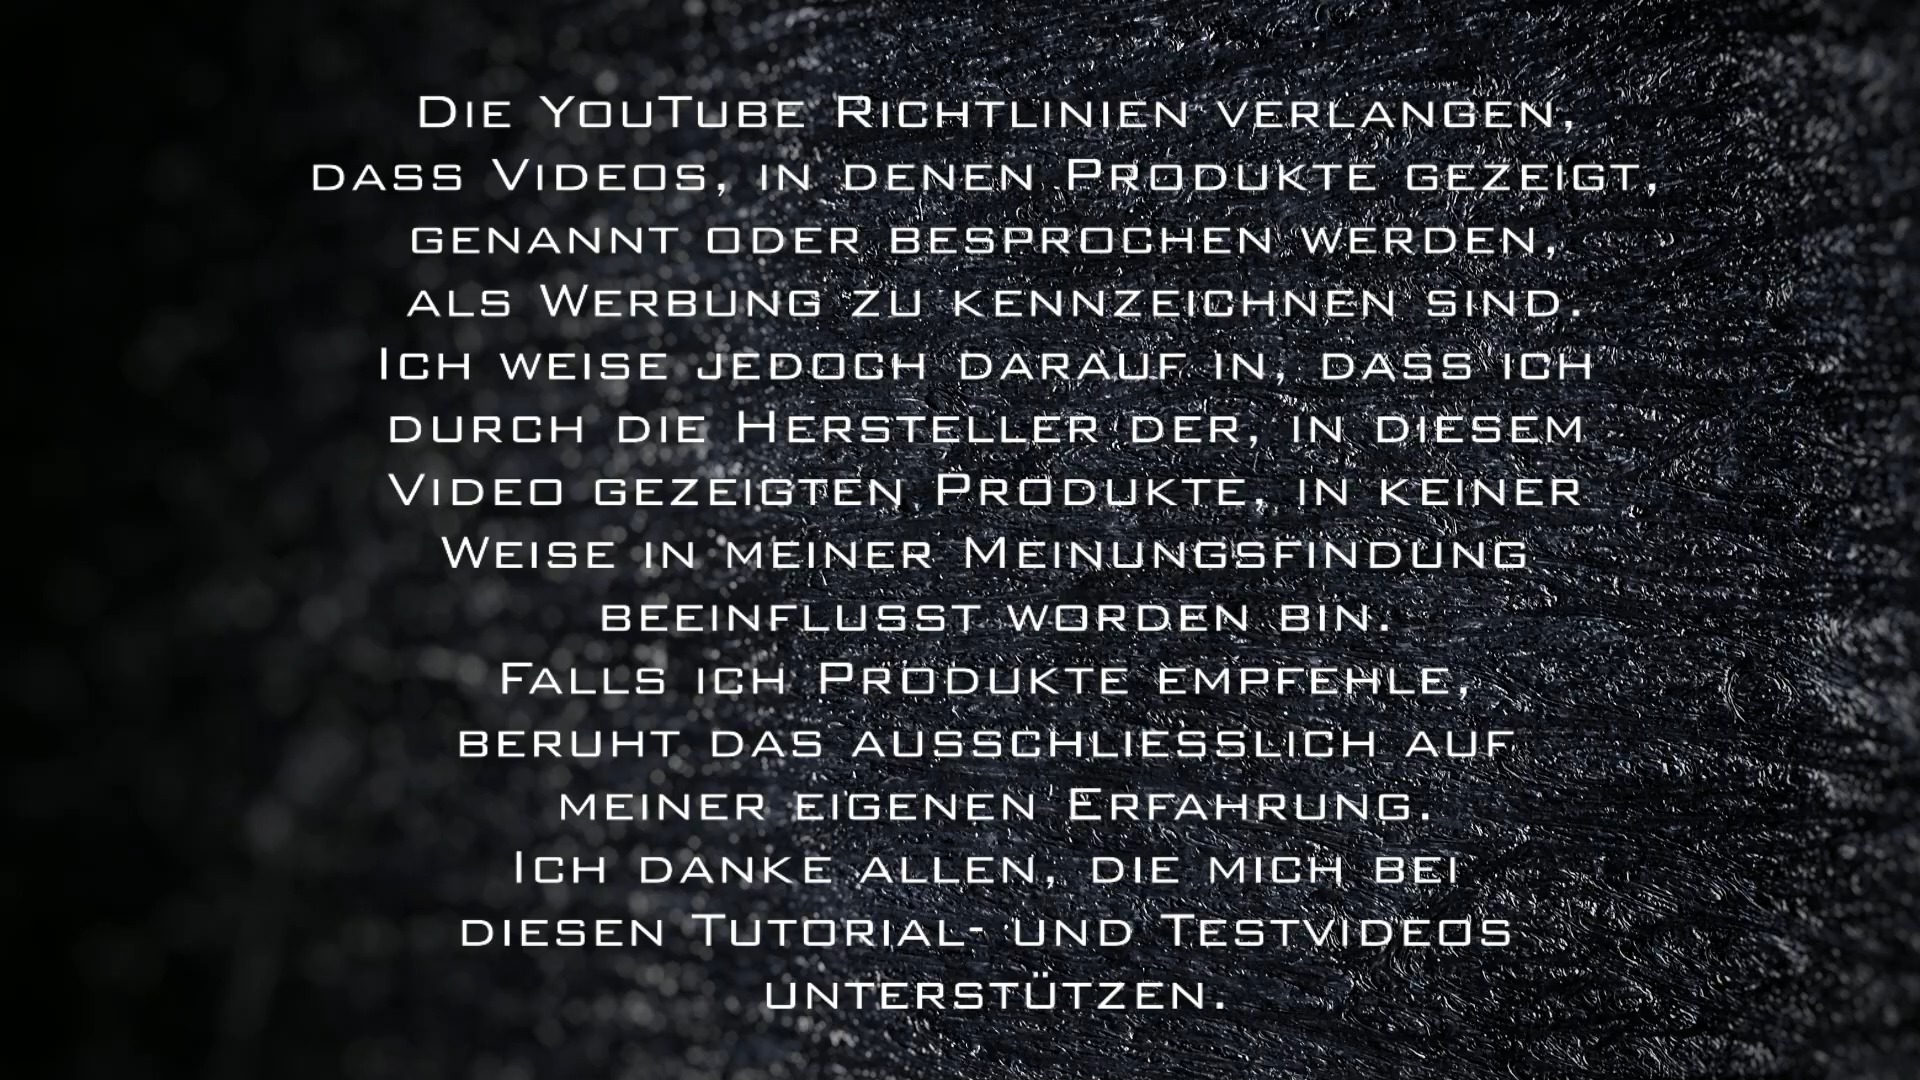 Die YouTube Richtlinien verlangen,
dass Videos, in denen Produkte gezeigt,
genannt oder besprochen werden,
als Werbung zu kennzeichnen sind.
Ich weise jedoch darauf in, dass ich
durch die Hersteller der, in diesem
Video gezeigten Produkte, in keiner
Weise in meiner Meinungsfindung
beeinflusst worden bin.
Falls ich Produkte empfehle,
beruht das ausschliesslich auf
meiner eigenen Erfahrung.
Ich danke allen, die mich bei
diesen Tutorial- und Testvideos
unterstützen.